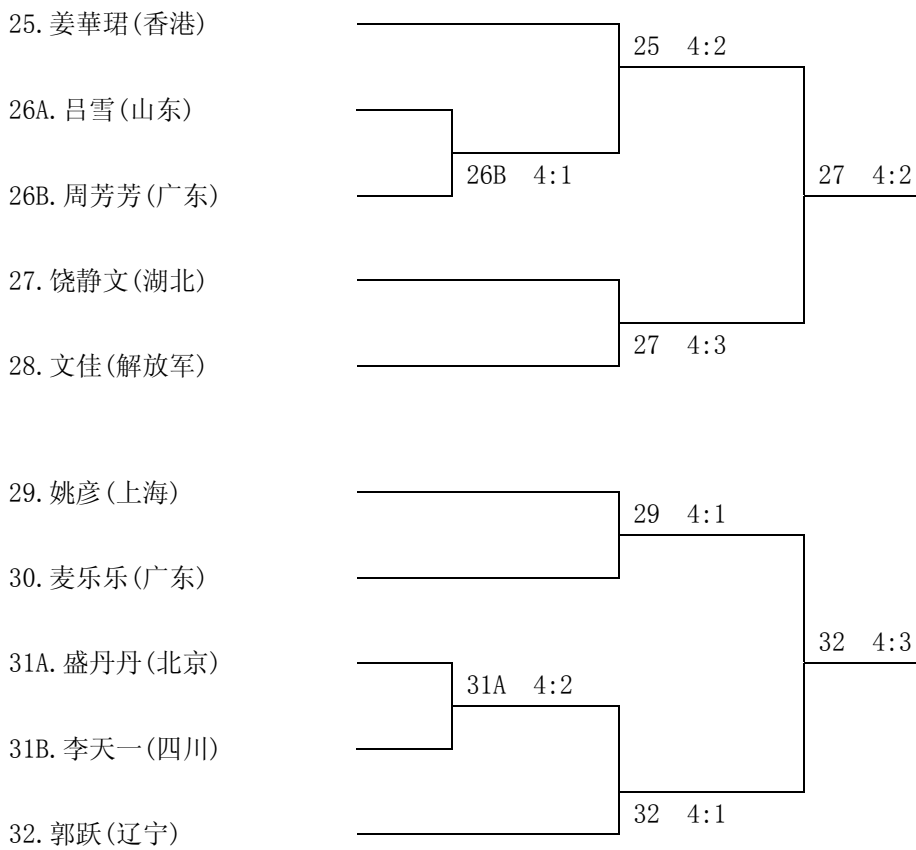 25.姜華珺(香港)
25 4:2
26A.吕雪(山东)
26B 4:1
26B.周芳芳(广东)
27 4:2
27.饶静文(湖北)
27 4:3
28.文佳(解放军)
29.姚彦(上海)
29 4:1
30.麦乐乐(广东)
32 4:3
31A.盛丹丹(北京)
31A 4:2
31B.李天一(四川)
32 4:1
32.郭跃(辽宁)